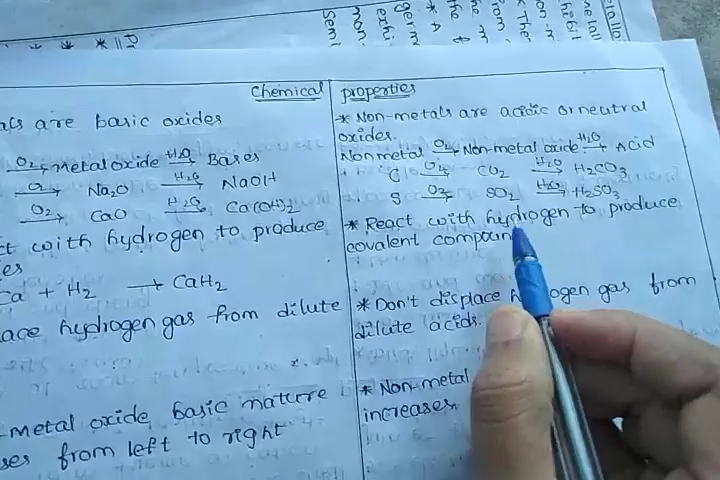 Chemical properties
als are basic oxides
O2 → Metal oxide H2O → Bases
O2 → Na2O H2O → NaOH
O2 → CaO H2O → Ca(OH)2
ct with hydrogen to produce
es
Ca + H2 → CaH2
ace hydrogen gas from dilute
-metal oxide basic nature
ses from left to right
* Non-metals are acidic or neutral
oxides.
Nonmetal O2 → Non-metal oxide H2O → Acid
C O2 → CO2 H2O → H2CO3
S O2 → SO2 H2O → H2SO3
* React with hydrogen to produce
covalent compoun
* Don't displace h ogen gas from
dilute acids.
* Non-metal
increases